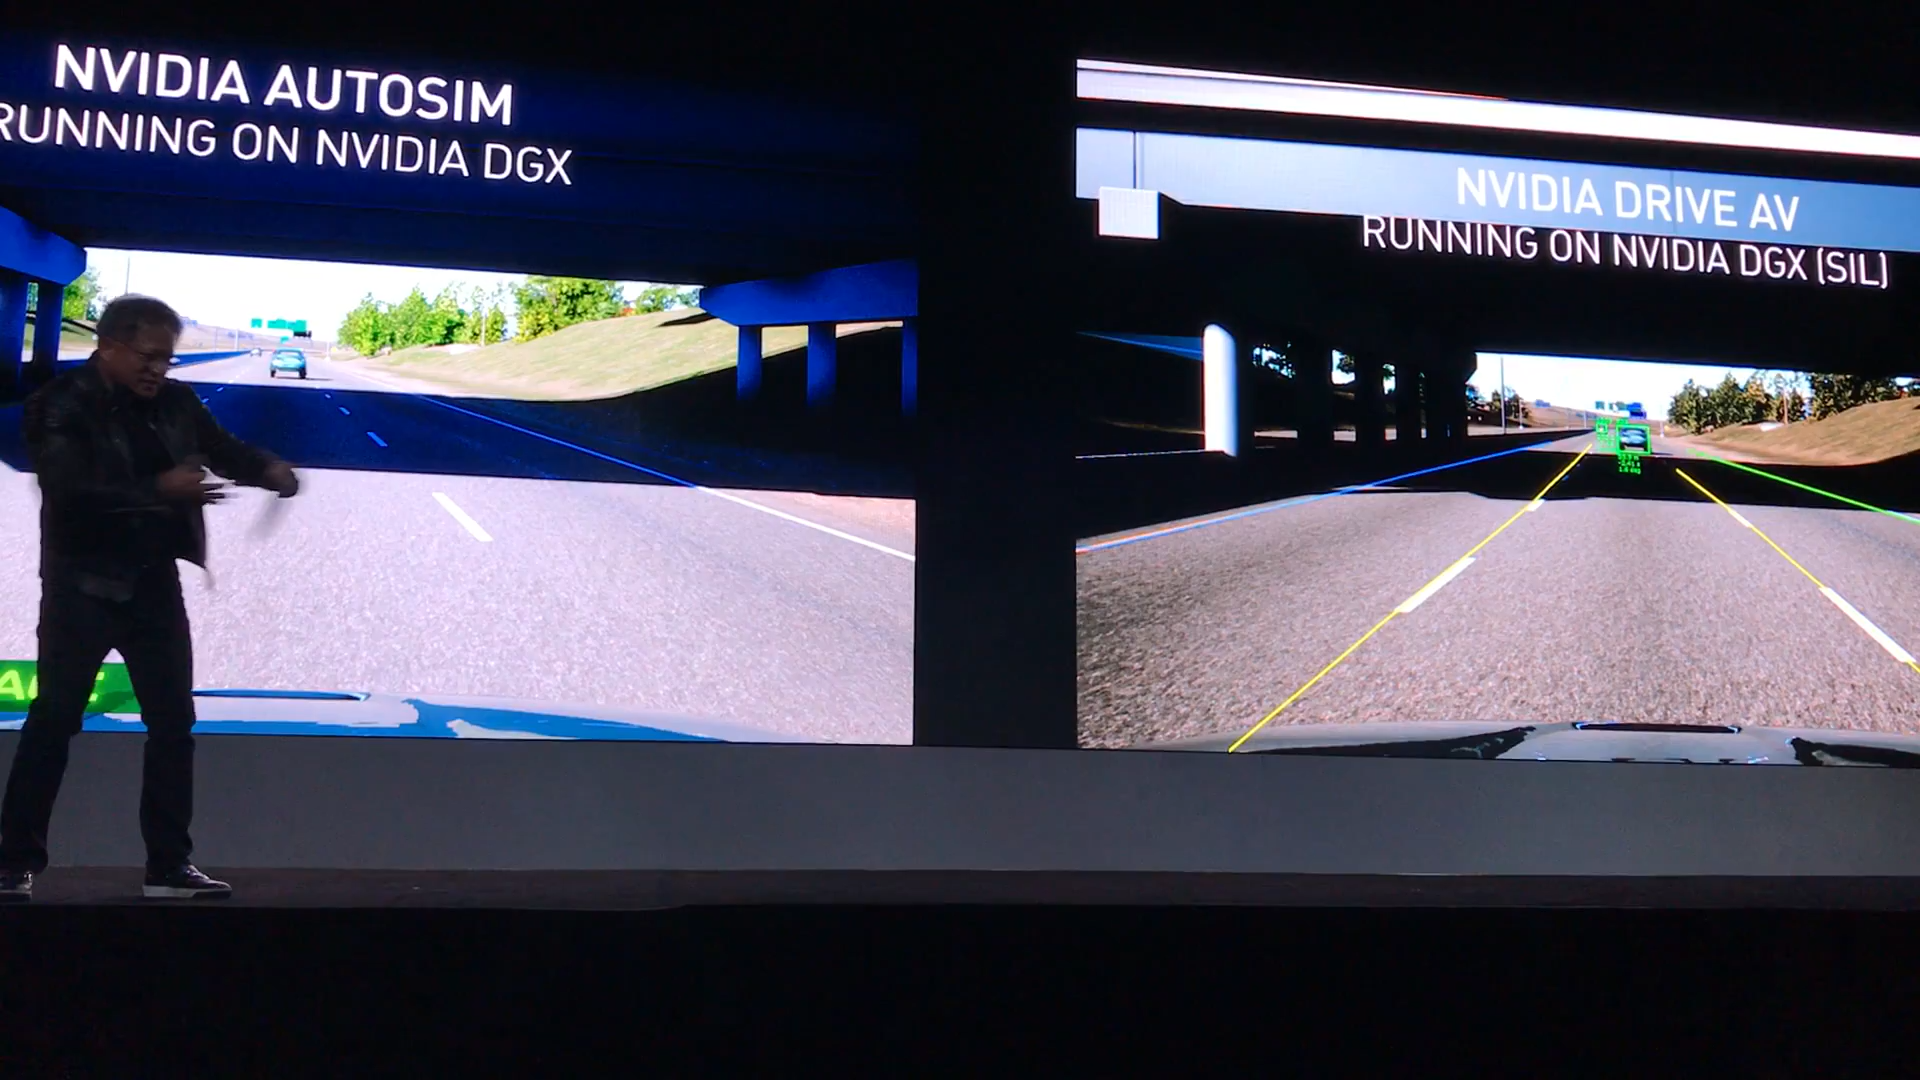 NVIDIA AUTOSIM
RUNNING ON NVIDIA DGX
NVIDIA DRIVE AV
RUNNING ON NVIDIA DGX (SIL)